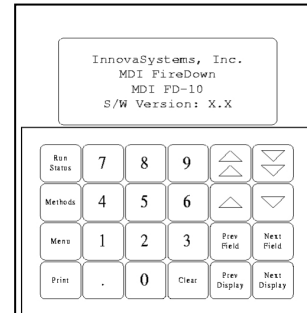 InnovaSystems, Inc.
MDI FireDown
MDI FD-10
S/W Version: X.X
Run Status 7 8 9
Methods 4 5 6
Menu 1 2 3 Prev Field Next Field
Print . 0 Clear Prev Display Next Display